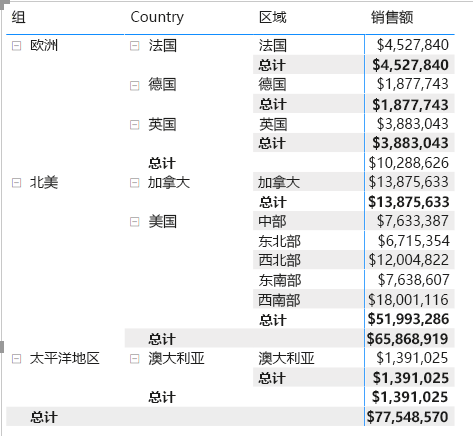 组 Country 区域 销售额
欧洲 法国 法国 $4,527,840
总计 $4,527,840
德国 德国 $1,877,743
总计 $1,877,743
英国 英国 $3,883,043
总计 $3,883,043
总计 $10,288,626
北美 加拿大 加拿大 $13,875,633
总计 $13,875,633
美国 中部 $7,633,387
东北部 $6,715,354
西北部 $12,004,822
东南部 $7,638,607
西南部 $18,001,116
总计 $51,993,286
总计 $65,868,919
太平洋地区 澳大利亚 澳大利亚 $1,391,025
总计 $1,391,025
总计 $1,391,025
总计 $77,548,570